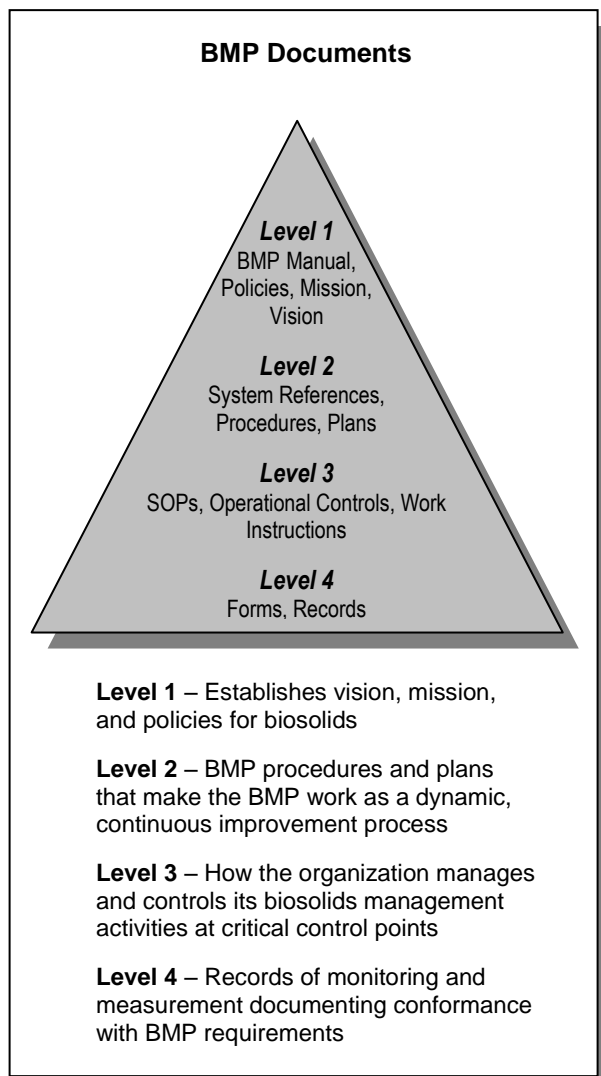 BMP Documents
Level 1
BMP Manual,
Policies, Mission,
Vision
Level 2
System References,
Procedures, Plans
Level 3
SOPs, Operational Controls, Work
Instructions
Level 4
Forms, Records
Level 1 – Establishes vision, mission,
and policies for biosolids
Level 2 – BMP procedures and plans
that make the BMP work as a dynamic,
continuous improvement process
Level 3 – How the organization manages
and controls its biosolids management
activities at critical control points
Level 4 – Records of monitoring and
measurement documenting conformance
with BMP requirements